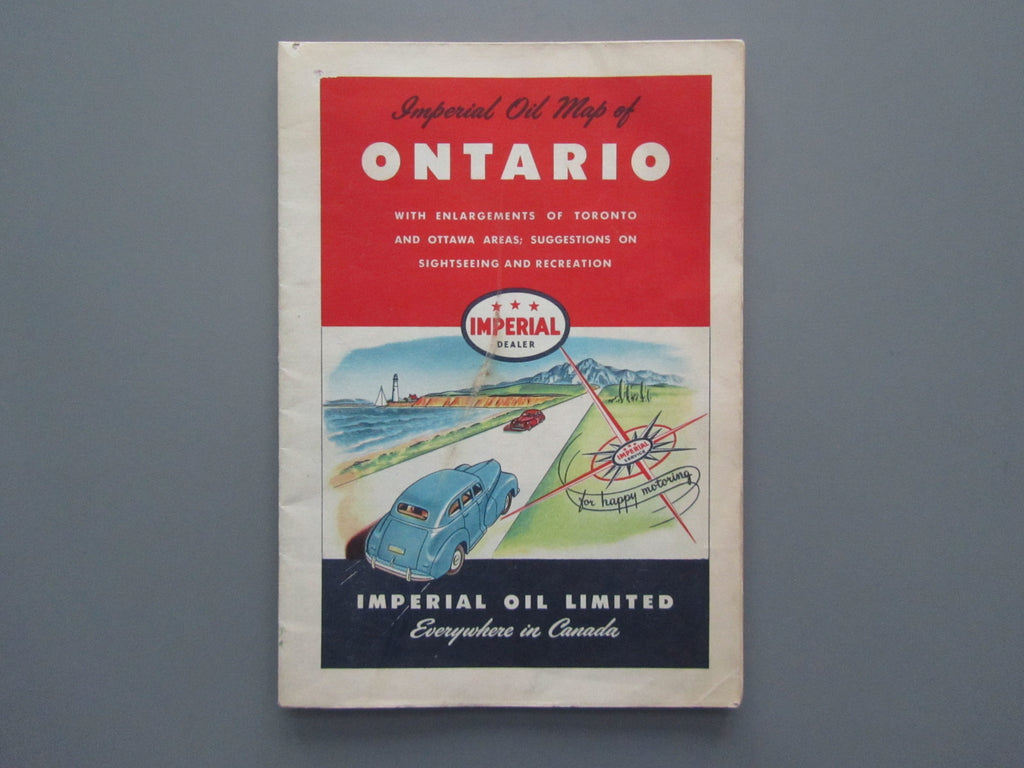 Imperial Oil Map of
ONTARIO
WITH ENLARGEMENTS OF TORONTO
AND OTTAWA AREAS; SUGGESTIONS ON
SIGHTSEEING AND RECREATION
IMPERIAL
DEALER
IMPERIAL
for happy motoring
IMPERIAL OIL LIMITED
Everywhere in Canada